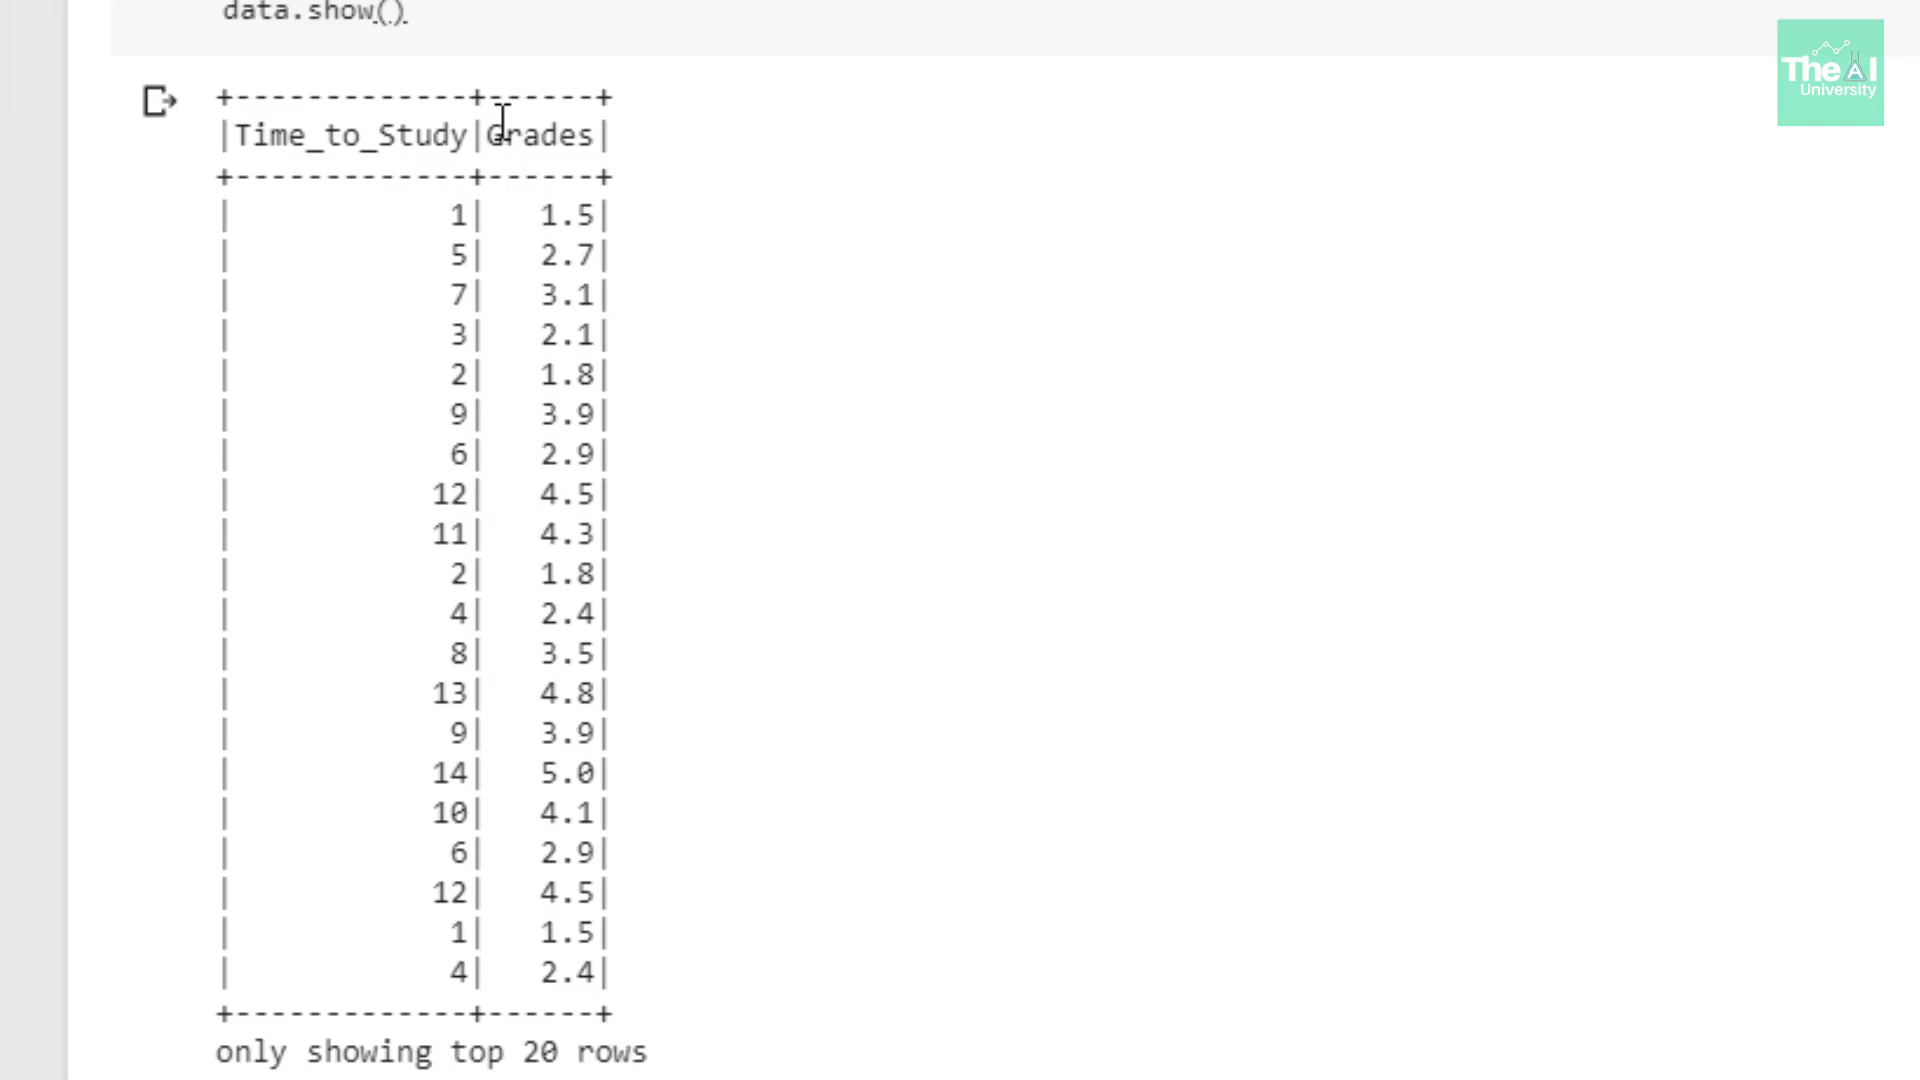 data.show()
The AI
University
+-------------+------+
|Time_to_Study|Grades|
+-------------+------+
|            1|   1.5|
|            5|   2.7|
|            7|   3.1|
|            3|   2.1|
|            2|   1.8|
|            9|   3.9|
|            6|   2.9|
|           12|   4.5|
|           11|   4.3|
|            2|   1.8|
|            4|   2.4|
|            8|   3.5|
|           13|   4.8|
|            9|   3.9|
|           14|   5.0|
|           10|   4.1|
|            6|   2.9|
|           12|   4.5|
|            1|   1.5|
|            4|   2.4|
+-------------+------+
only showing top 20 rows